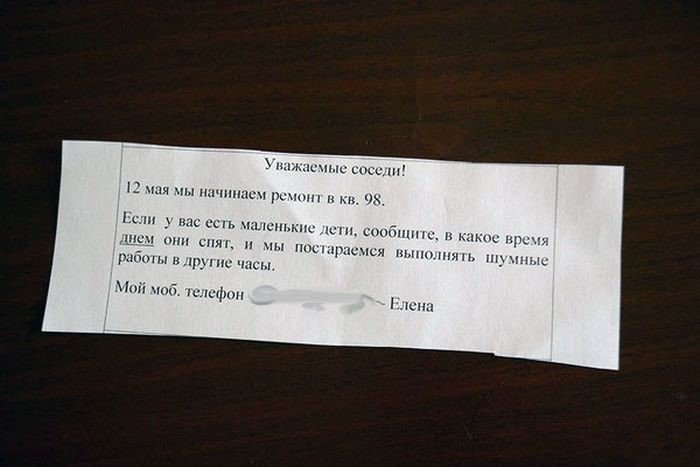 Уважаемые соседи!
12 мая мы начинаем ремонт в кв. 98.
Если у вас есть маленькие дети, сообщите, в какое время
днем они спят, и мы постараемся выполнять шумные
работы в другие часы.
Мой моб. телефон - Елена